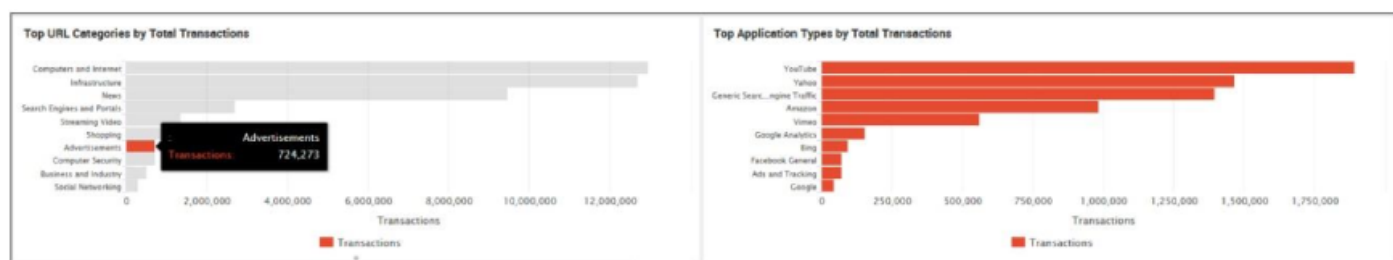 Top URL Categories by Total Transactions
Computers and Internet
Infrastructure
News
Search Engines and Portals
Streaming Video
Shopping
Advertisements
Computer Security
Business and Industry
Social Networking
: Advertisements
Transactions: 724,273
0 2,000,000 4,000,000 6,000,000 8,000,000 10,000,000 12,000,000
Transactions
Transactions
Top Application Types by Total Transactions
YouTube
Yahoo
Generic Searc...ngine Traffic
Amazon
Vimeo
Google Analytics
Bing
Facebook General
Ads and Tracking
Google
0 250,000 500,000 750,000 1,000,000 1,250,000 1,500,000 1,750,000
Transactions
Transactions